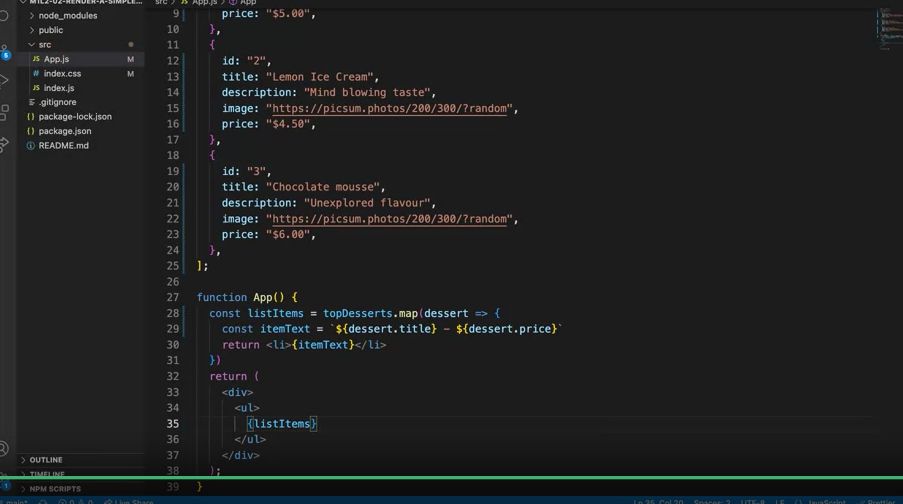 M1L2-02-RENDER-A-SIMPLE...
src > JS App.js > App
node_modules
public
src
JS App.js M
# index.css M
JS index.js
.gitignore
{} package-lock.json
{} package.json
README.md
5
9 price: "$5.00",
10 },
11 {
12 id: "2",
13 title: "Lemon Ice Cream",
14 description: "Mind blowing taste",
15 image: "https://picsum.photos/200/300/?random",
16 price: "$4.50",
17 },
18 {
19 id: "3",
20 title: "Chocolate mousse",
21 description: "Unexplored flavour",
22 image: "https://picsum.photos/200/300/?random",
23 price: "$6.00",
24 },
25 ];
26
27 function App() {
28 const listItems = topDesserts.map(dessert => {
29 const itemText = `${dessert.title} - ${dessert.price}`
30 return <li>{itemText}</li>
31 })
32 return (
33 <div>
34 <ul>
35 {listItems}
36 </ul>
37 </div>
38 );
39 }
OUTLINE
TIMELINE
NPM SCRIPTS
1
main* 0 0 Live Share
Ln 35, Col 20 Spaces: 2 UTF-8 LF JavaScript Prettier